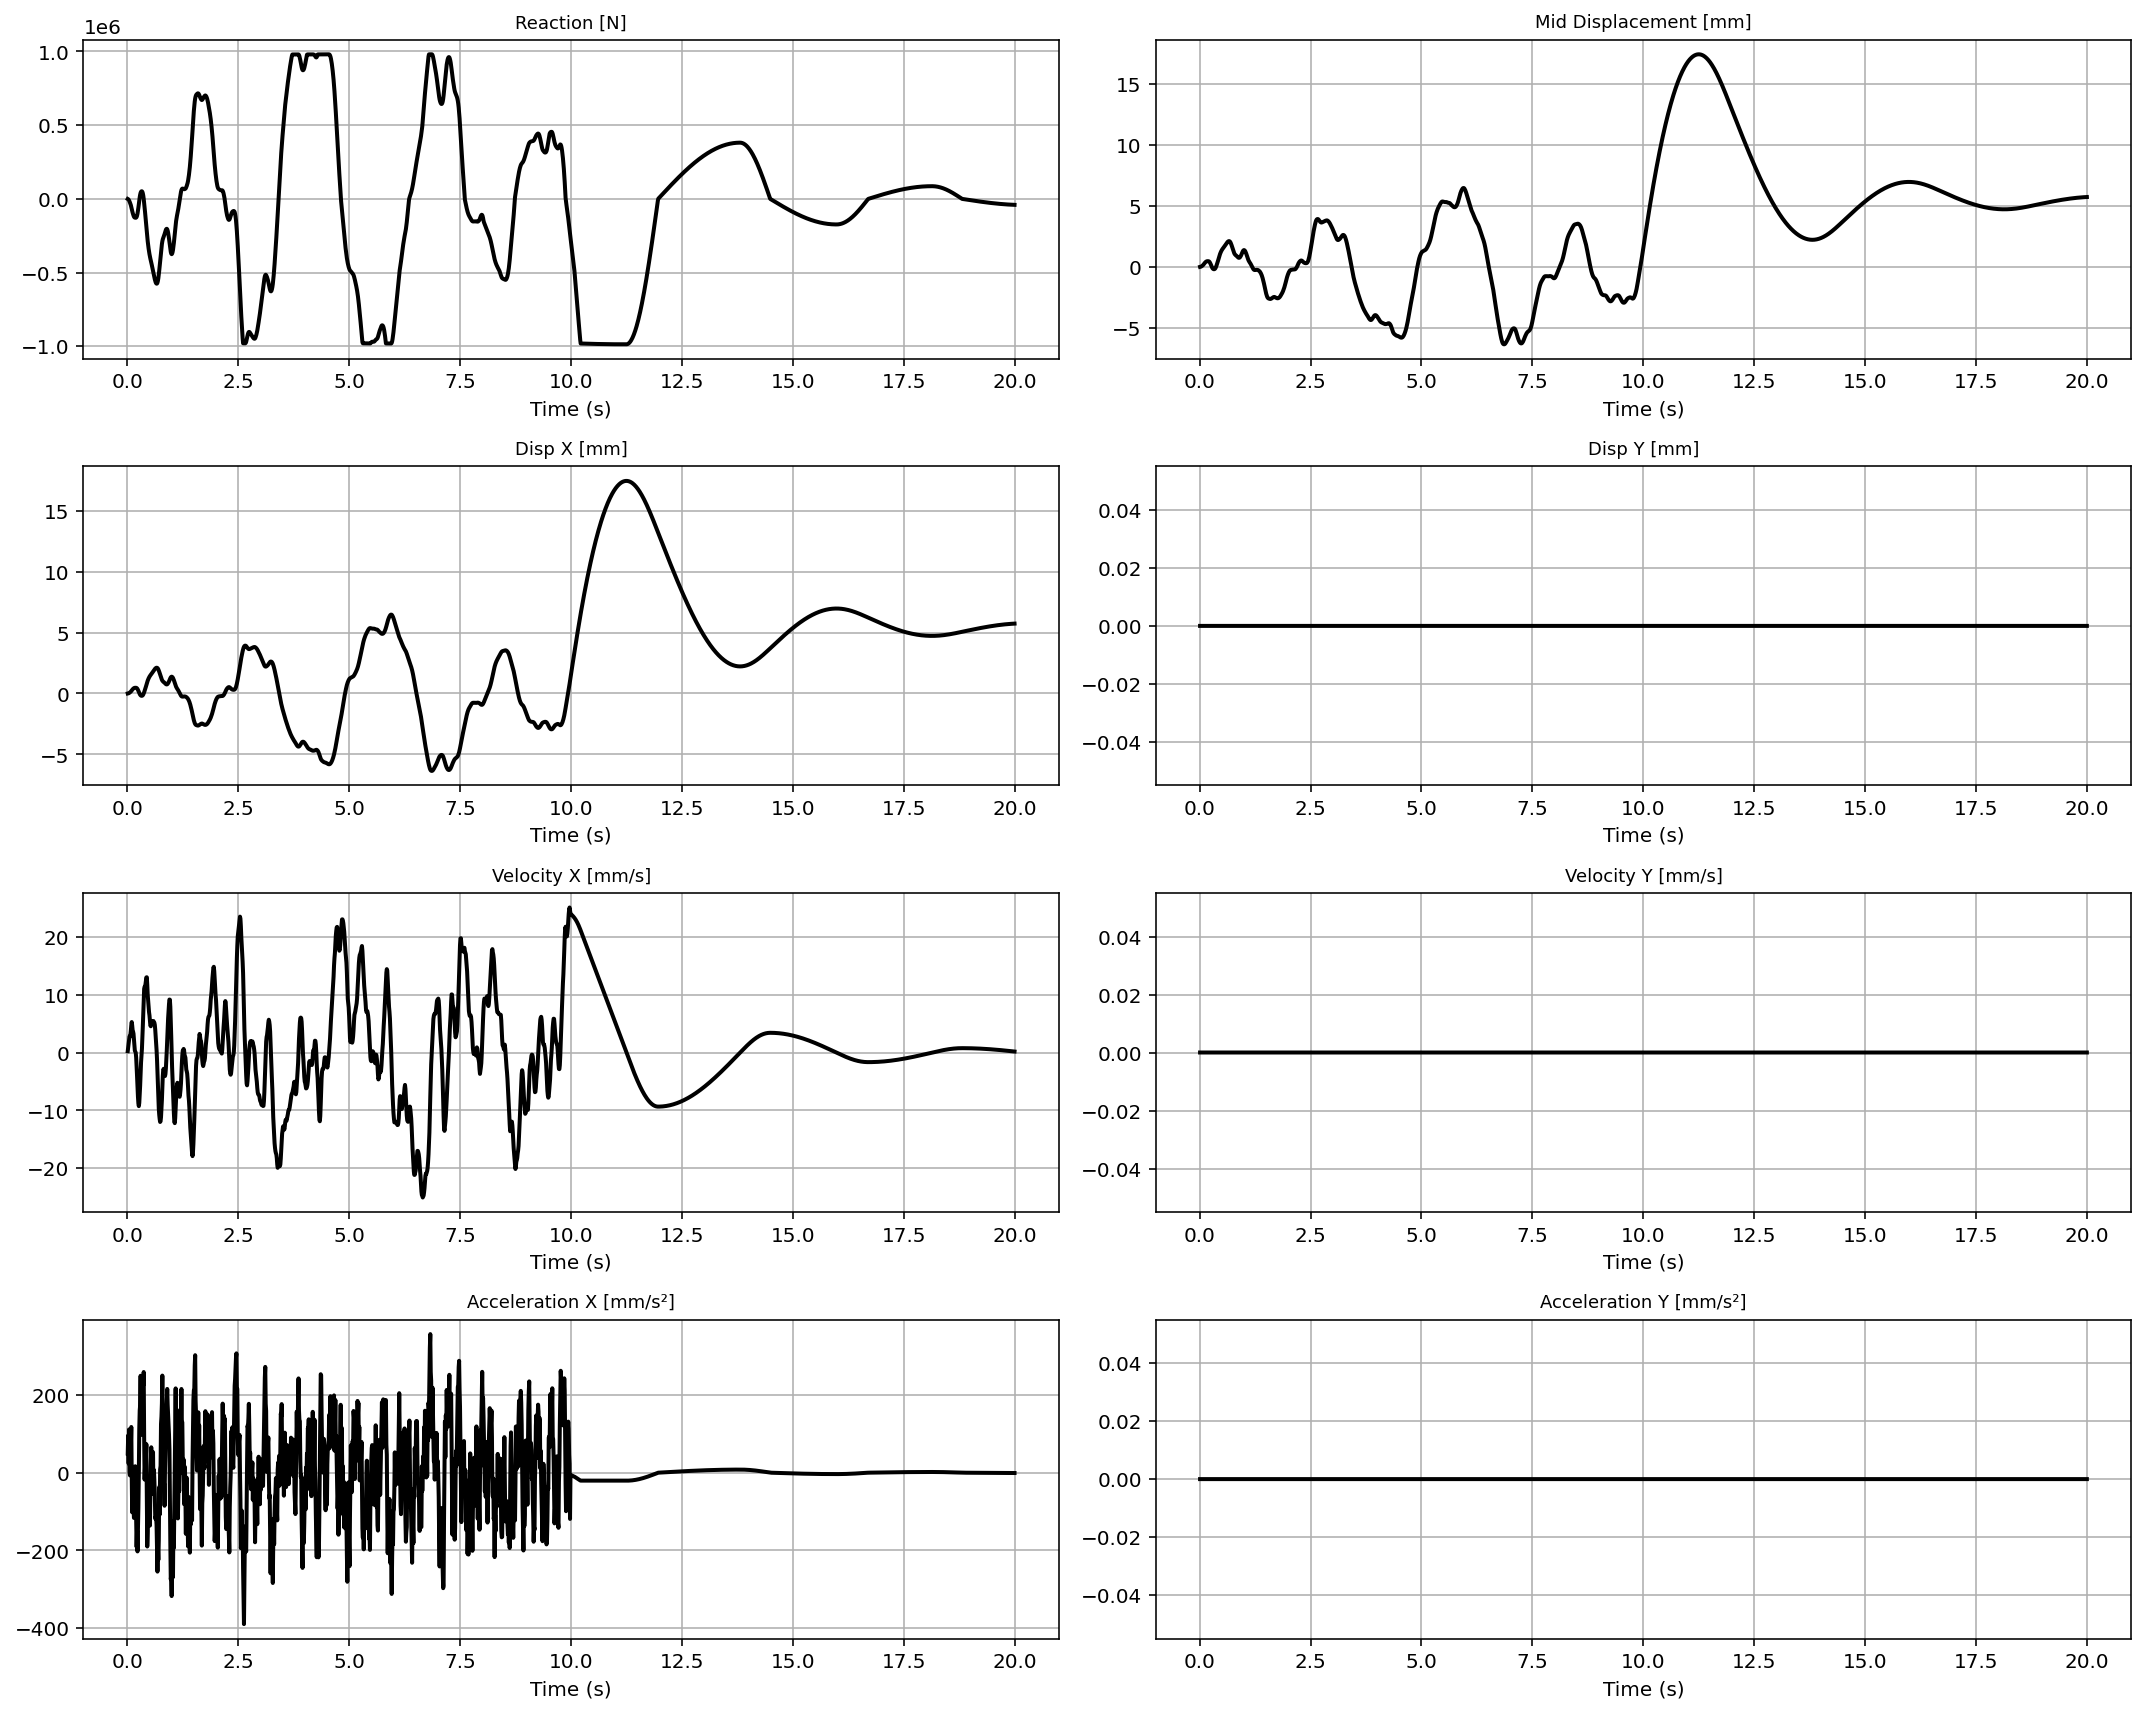 Reaction [N]
1e6
1.0
0.5
0.0
−0.5
−1.0
0.0 2.5 5.0 7.5 10.0 12.5 15.0 17.5 20.0
Time (s)
Mid Displacement [mm]
15
10
5
0
−5
0.0 2.5 5.0 7.5 10.0 12.5 15.0 17.5 20.0
Time (s)
Disp X [mm]
15
10
5
0
−5
0.0 2.5 5.0 7.5 10.0 12.5 15.0 17.5 20.0
Time (s)
Disp Y [mm]
0.04
0.02
0.00
−0.02
−0.04
0.0 2.5 5.0 7.5 10.0 12.5 15.0 17.5 20.0
Time (s)
Velocity X [mm/s]
20
10
0
−10
−20
0.0 2.5 5.0 7.5 10.0 12.5 15.0 17.5 20.0
Time (s)
Velocity Y [mm/s]
0.04
0.02
0.00
−0.02
−0.04
0.0 2.5 5.0 7.5 10.0 12.5 15.0 17.5 20.0
Time (s)
Acceleration X [mm/s²]
200
0
−200
−400
0.0 2.5 5.0 7.5 10.0 12.5 15.0 17.5 20.0
Time (s)
Acceleration Y [mm/s²]
0.04
0.02
0.00
−0.02
−0.04
0.0 2.5 5.0 7.5 10.0 12.5 15.0 17.5 20.0
Time (s)